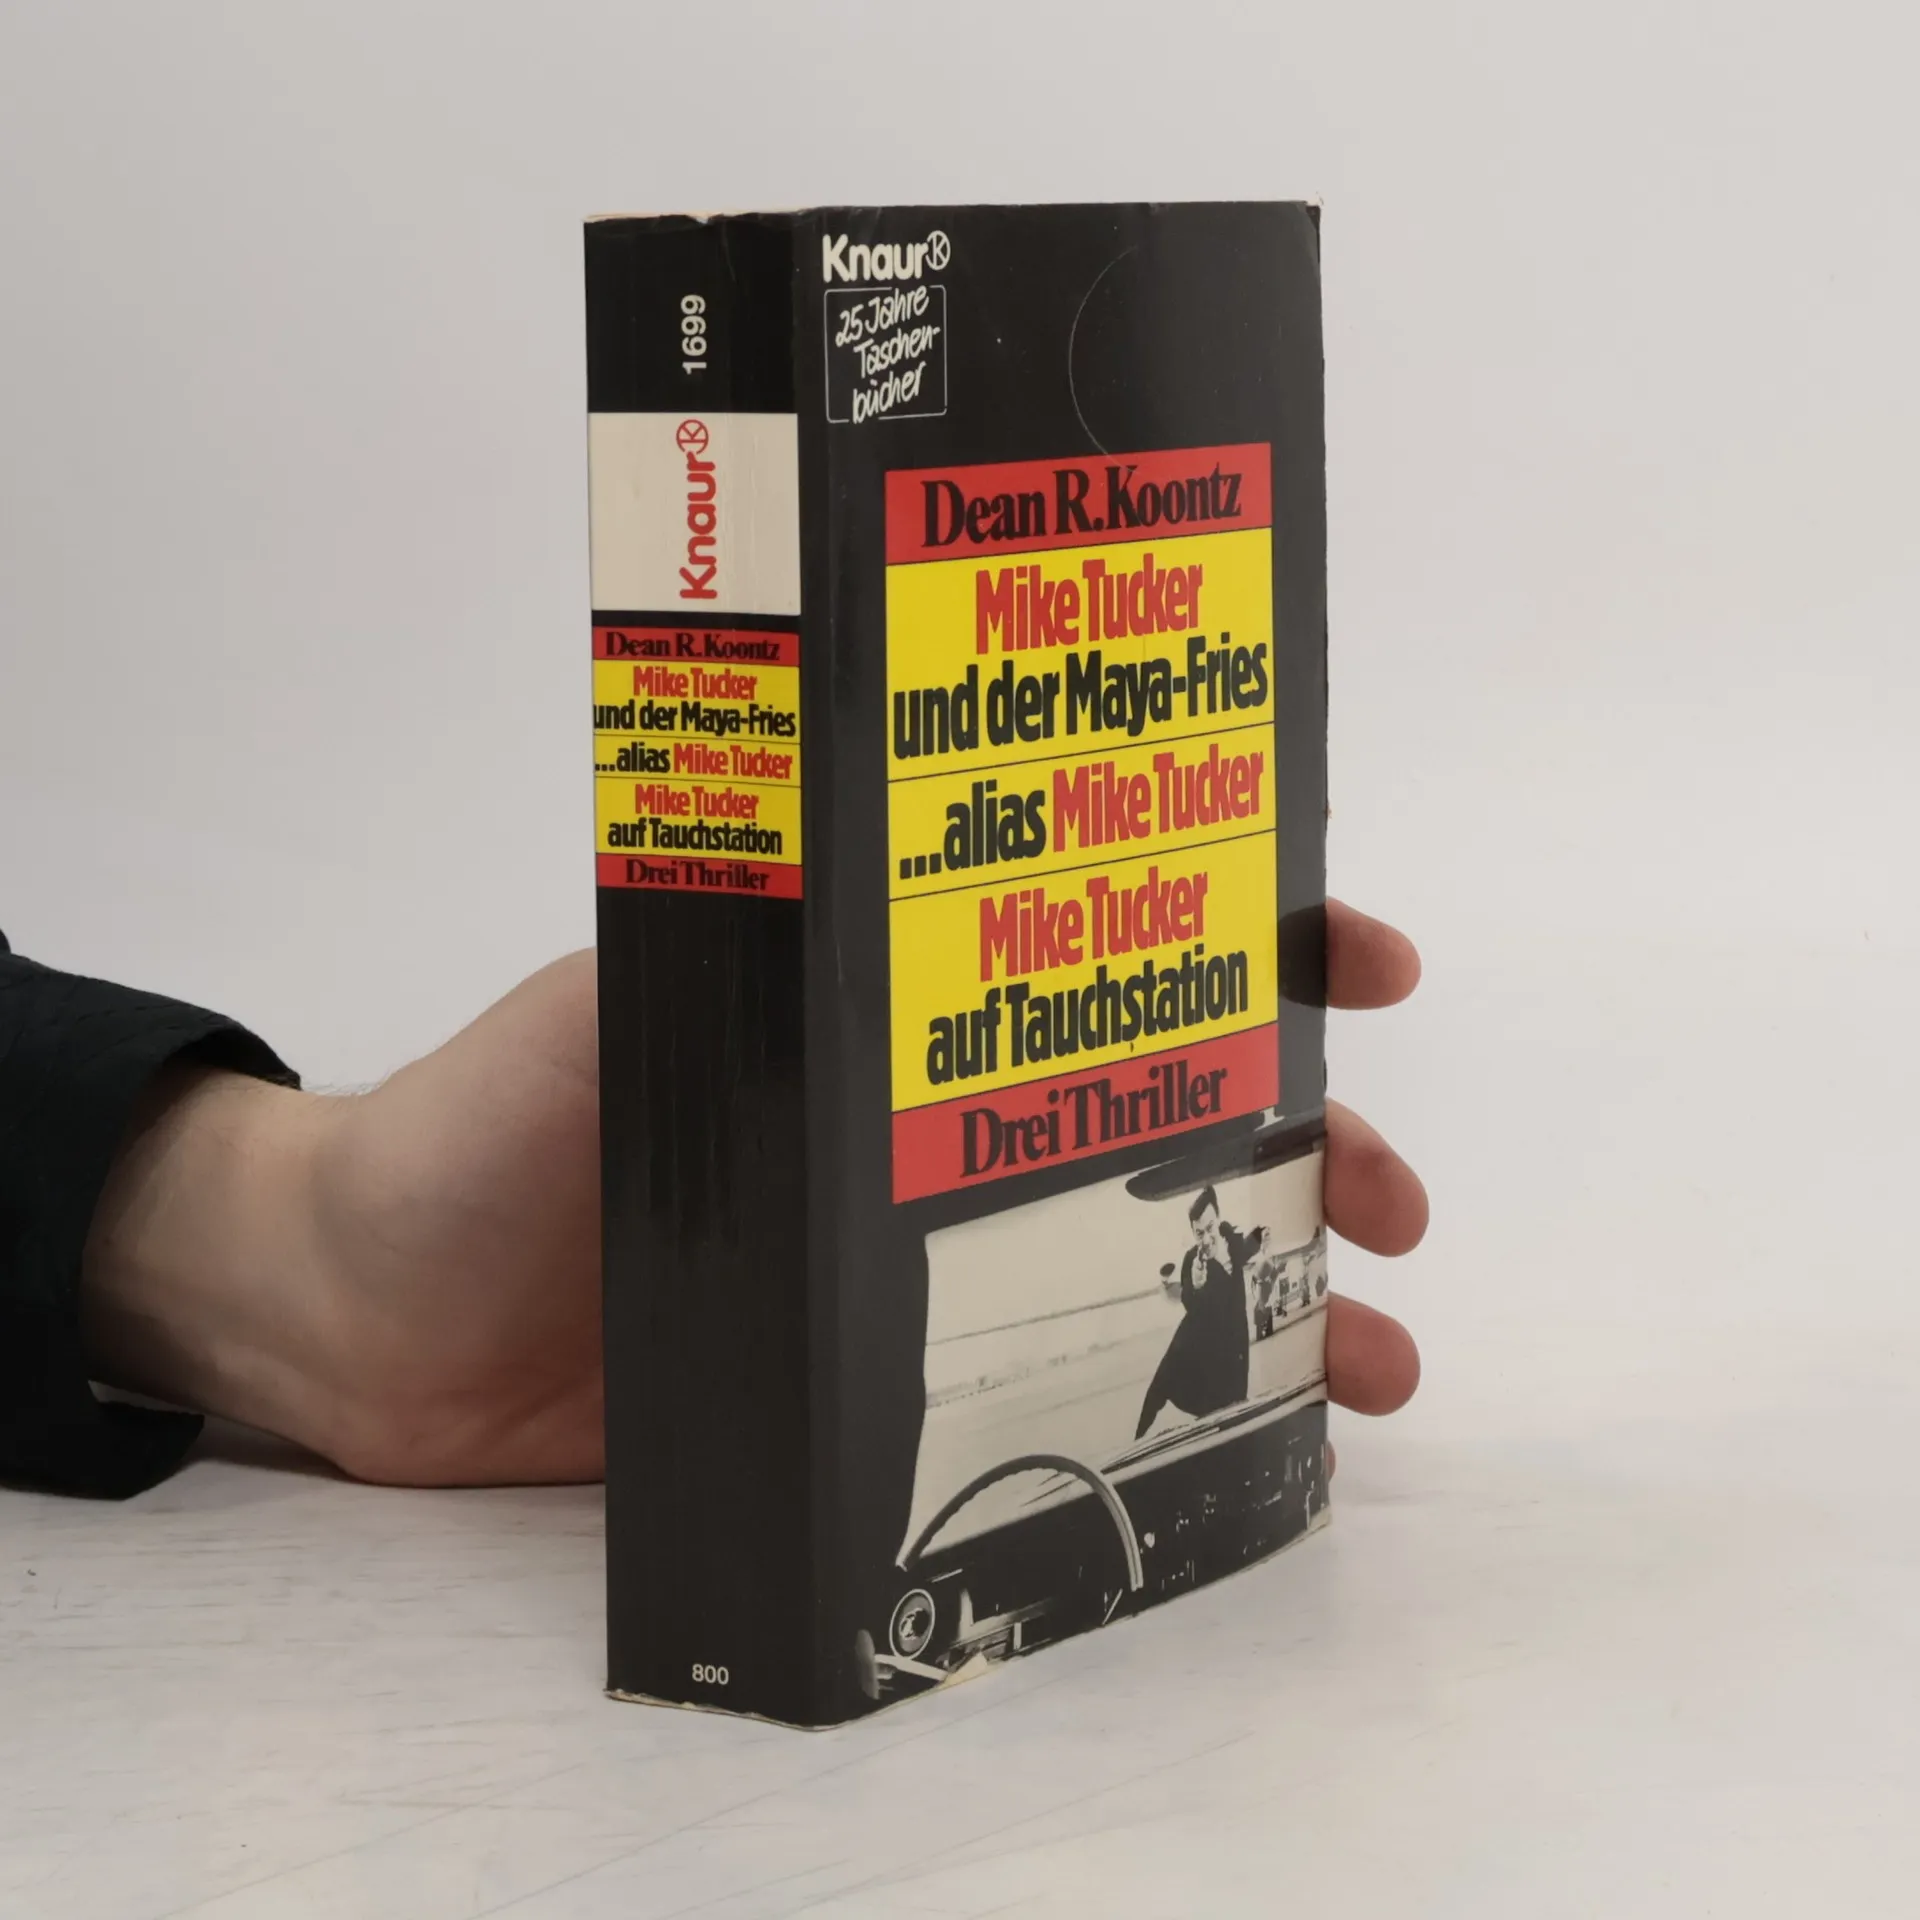 1699
Knaur
Dean R. Koontz
Mike Tucker
und der Maya-Fries
...alias Mike Tucker
Mike Tucker
auf Tauchstation
Drei Thriller
800
Knaur
25 Jahre
Taschen-
bücher
Dean R. Koontz
Mike Tucker
und der Maya-Fries
...alias Mike Tucker
Mike Tucker
auf Tauchstation
Drei Thriller